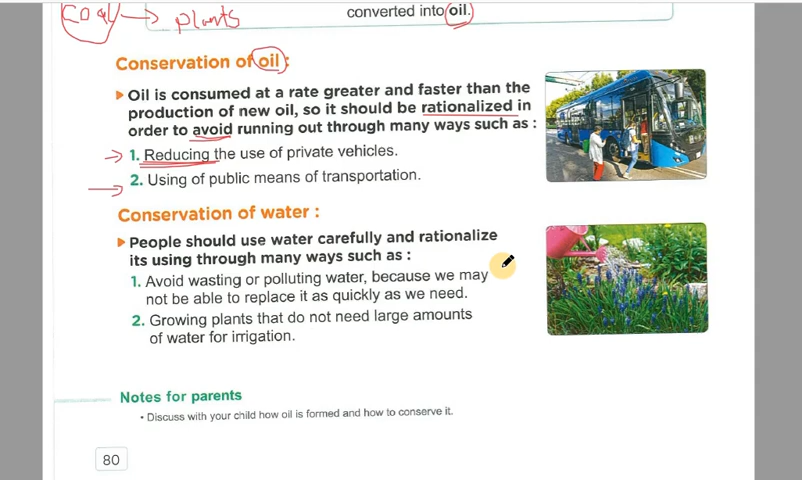 coal → plants
converted into oil.
Conservation of oil :
Oil is consumed at a rate greater and faster than the
production of new oil, so it should be rationalized in
order to avoid running out through many ways such as :
1. Reducing the use of private vehicles.
2. Using of public means of transportation.
Conservation of water :
People should use water carefully and rationalize
its using through many ways such as :
1. Avoid wasting or polluting water, because we may
not be able to replace it as quickly as we need.
2. Growing plants that do not need large amounts
of water for irrigation.
Notes for parents
• Discuss with your child how oil is formed and how to conserve it.
80